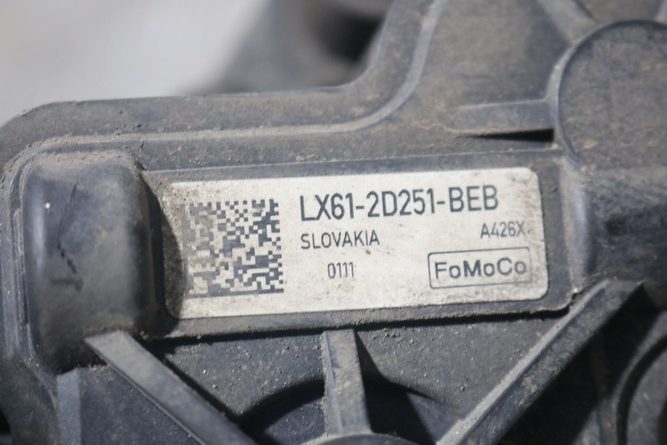 LX61-2D251-BEB
SLOVAKIA A426X
0111 FoMoCo